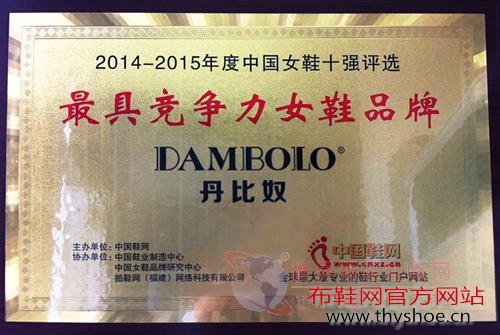 2014-2015年度中国女鞋十强评选
最具竞争力女鞋品牌
DAMBOLO®
丹比奴
主办单位:中国鞋网
协办单位:中国鞋业制造中心
中国女鞋品牌研究中心
拍鞋网(福建)网络科技有限公司
中国鞋网
www.cnxz.cn
全球最大最专业的鞋行业门户网站
布鞋网官方网站
www.thyshoe.cn